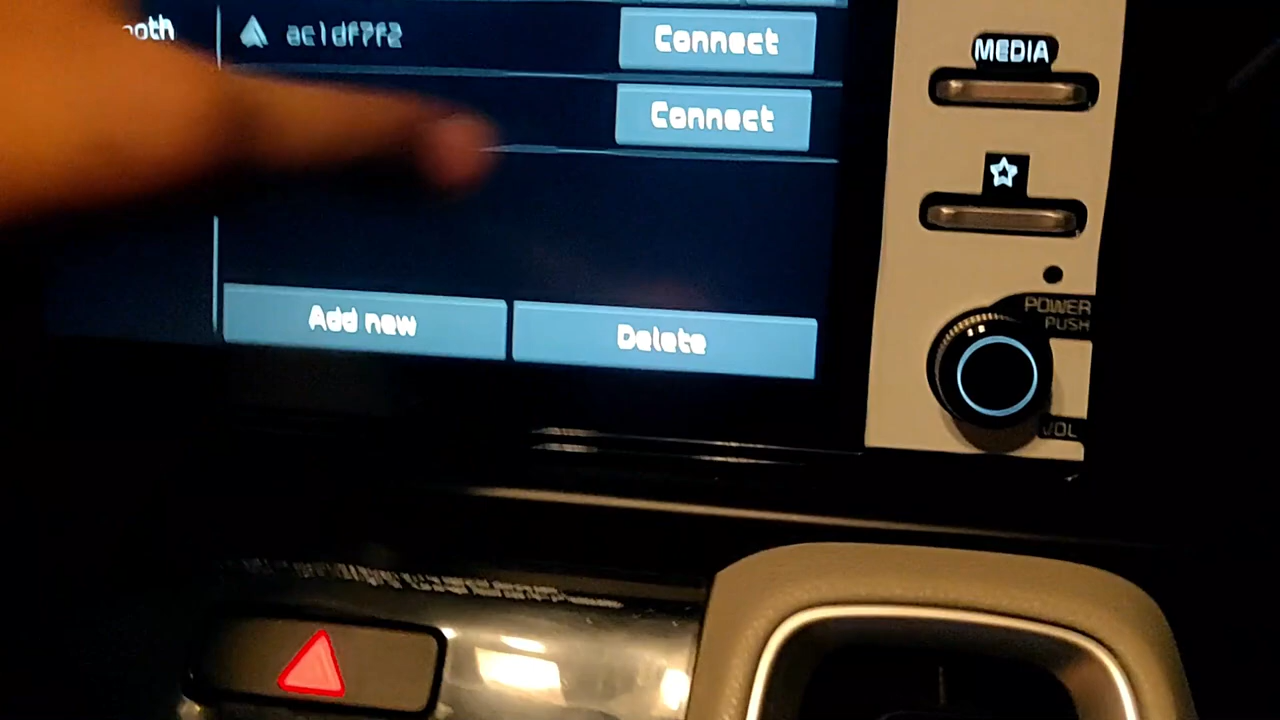 ooth
ac1df7f2
Connect
Connect
Add new
Delete
MEDIA
POWER
PUSH
VOL